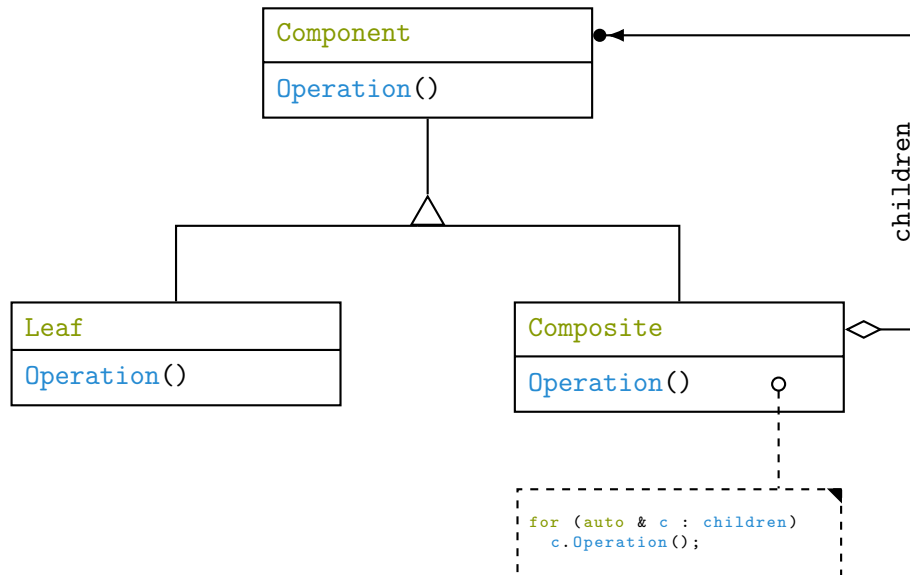 Component
Operation()
children
Leaf
Operation()
Composite
Operation()
for (auto & c : children)
  c.Operation();